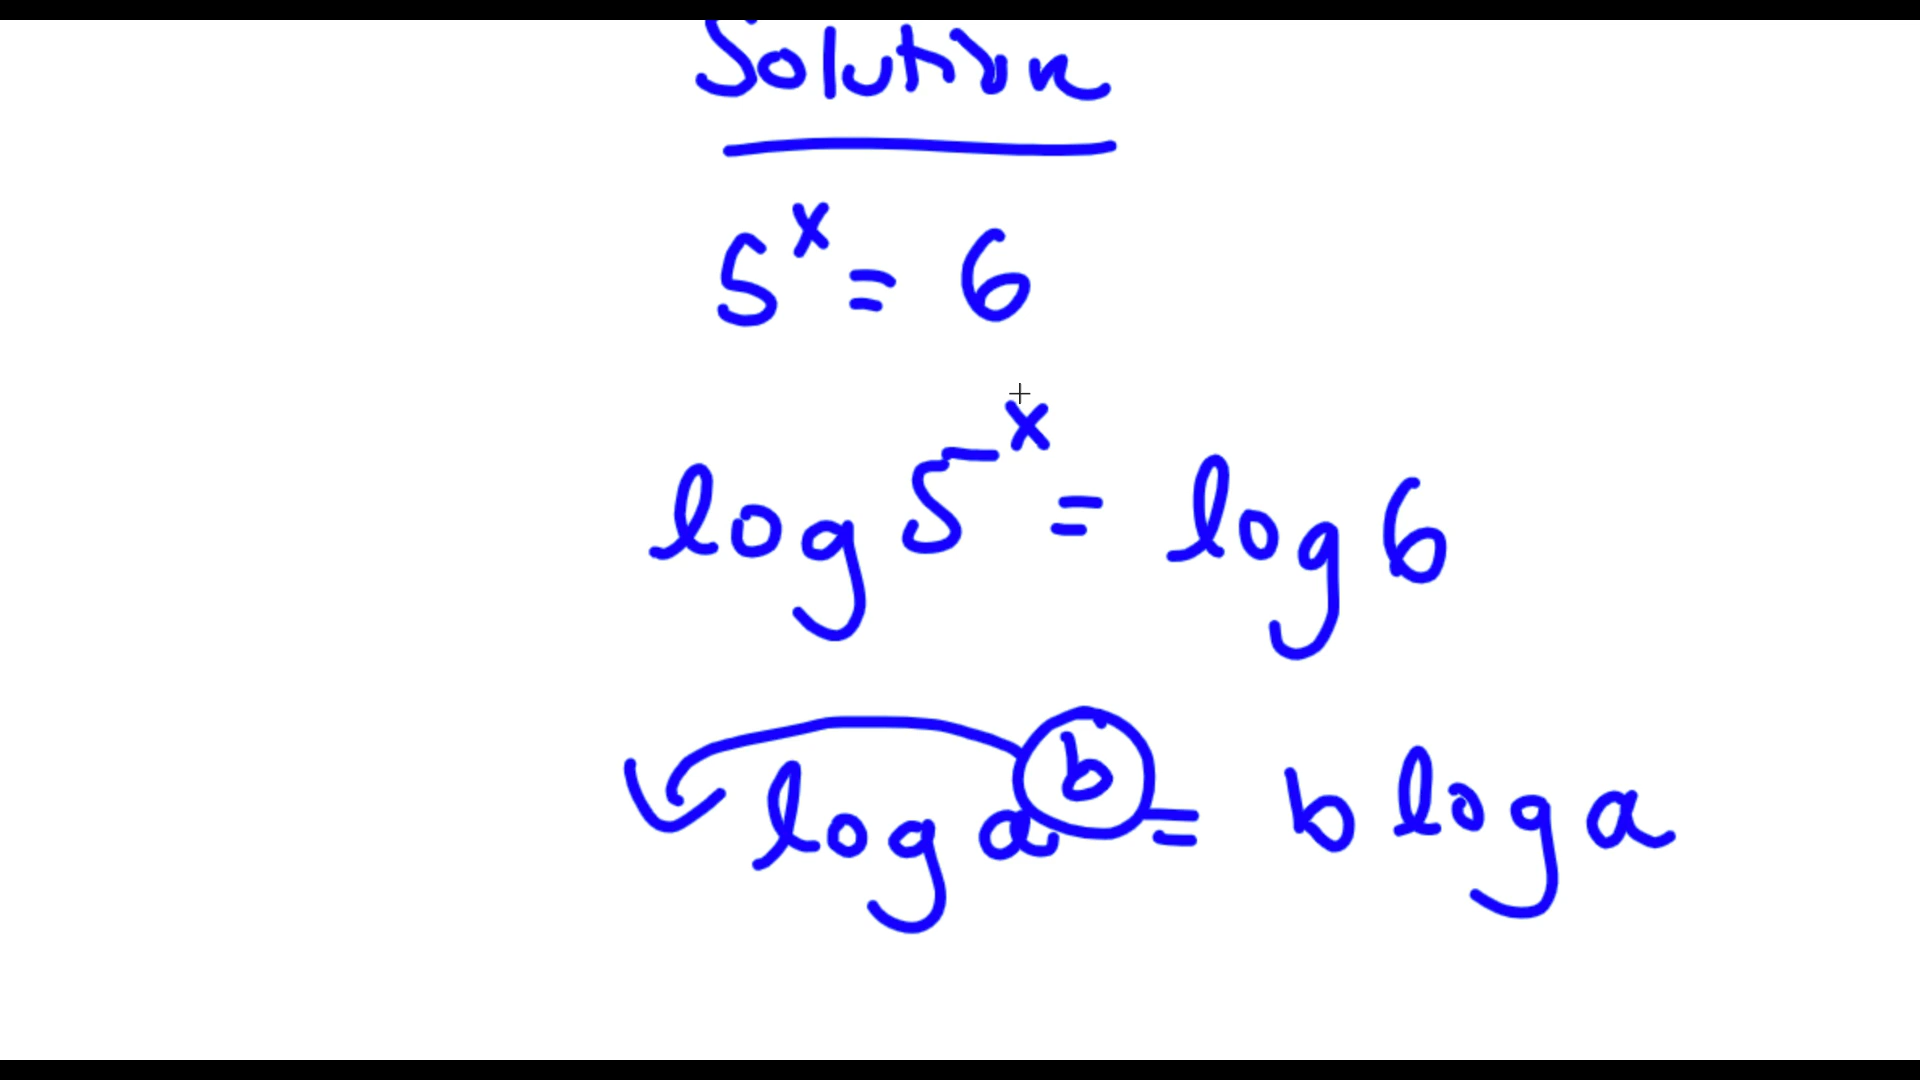 Solution
5^x = 6
log 5^x = log 6
log a^b = b log a